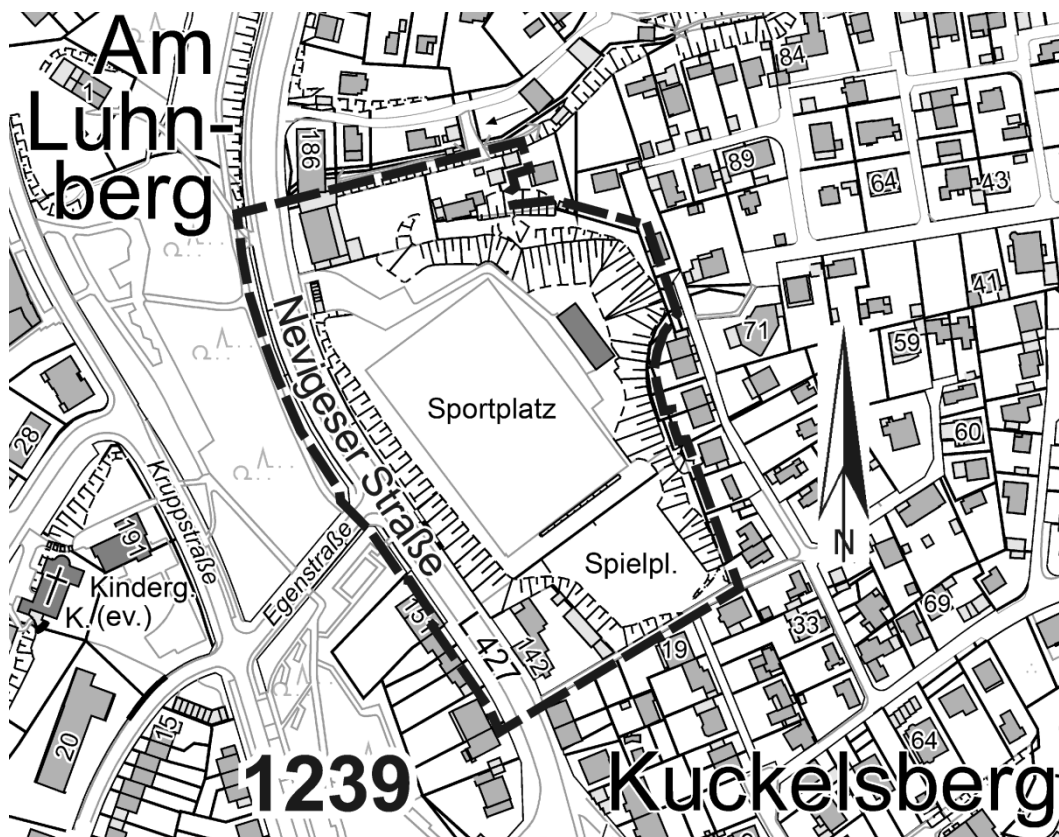 Am
Luhn-
berg
1
186
84
89
64
43
41
71
59
60
Nevigeser Straße
Sportplatz
28
Kruppstraße
191
Kinderg.
K. (ev.)
Egenstraße
Spielpl.
N
69
33
19
142
427
15
20
64
1239
Kuckelsberg